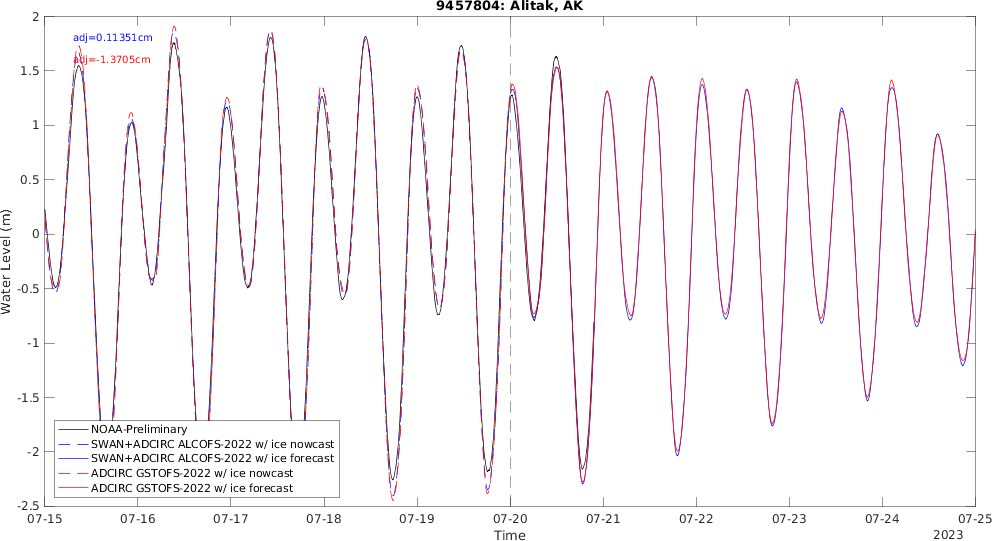 9457804: Alitak, AK
adj=0.11351cm
adj=-1.3705cm
2
1.5
1
0.5
0
-0.5
-1
-1.5
-2
-2.5
Water Level (m)
NOAA-Preliminary
SWAN+ADCIRC ALCOFS-2022 w/ ice nowcast
SWAN+ADCIRC ALCOFS-2022 w/ ice forecast
ADCIRC GSTOFS-2022 w/ ice nowcast
ADCIRC GSTOFS-2022 w/ ice forecast
07-15 07-16 07-17 07-18 07-19 07-20 07-21 07-22 07-23 07-24 07-25
Time
2023